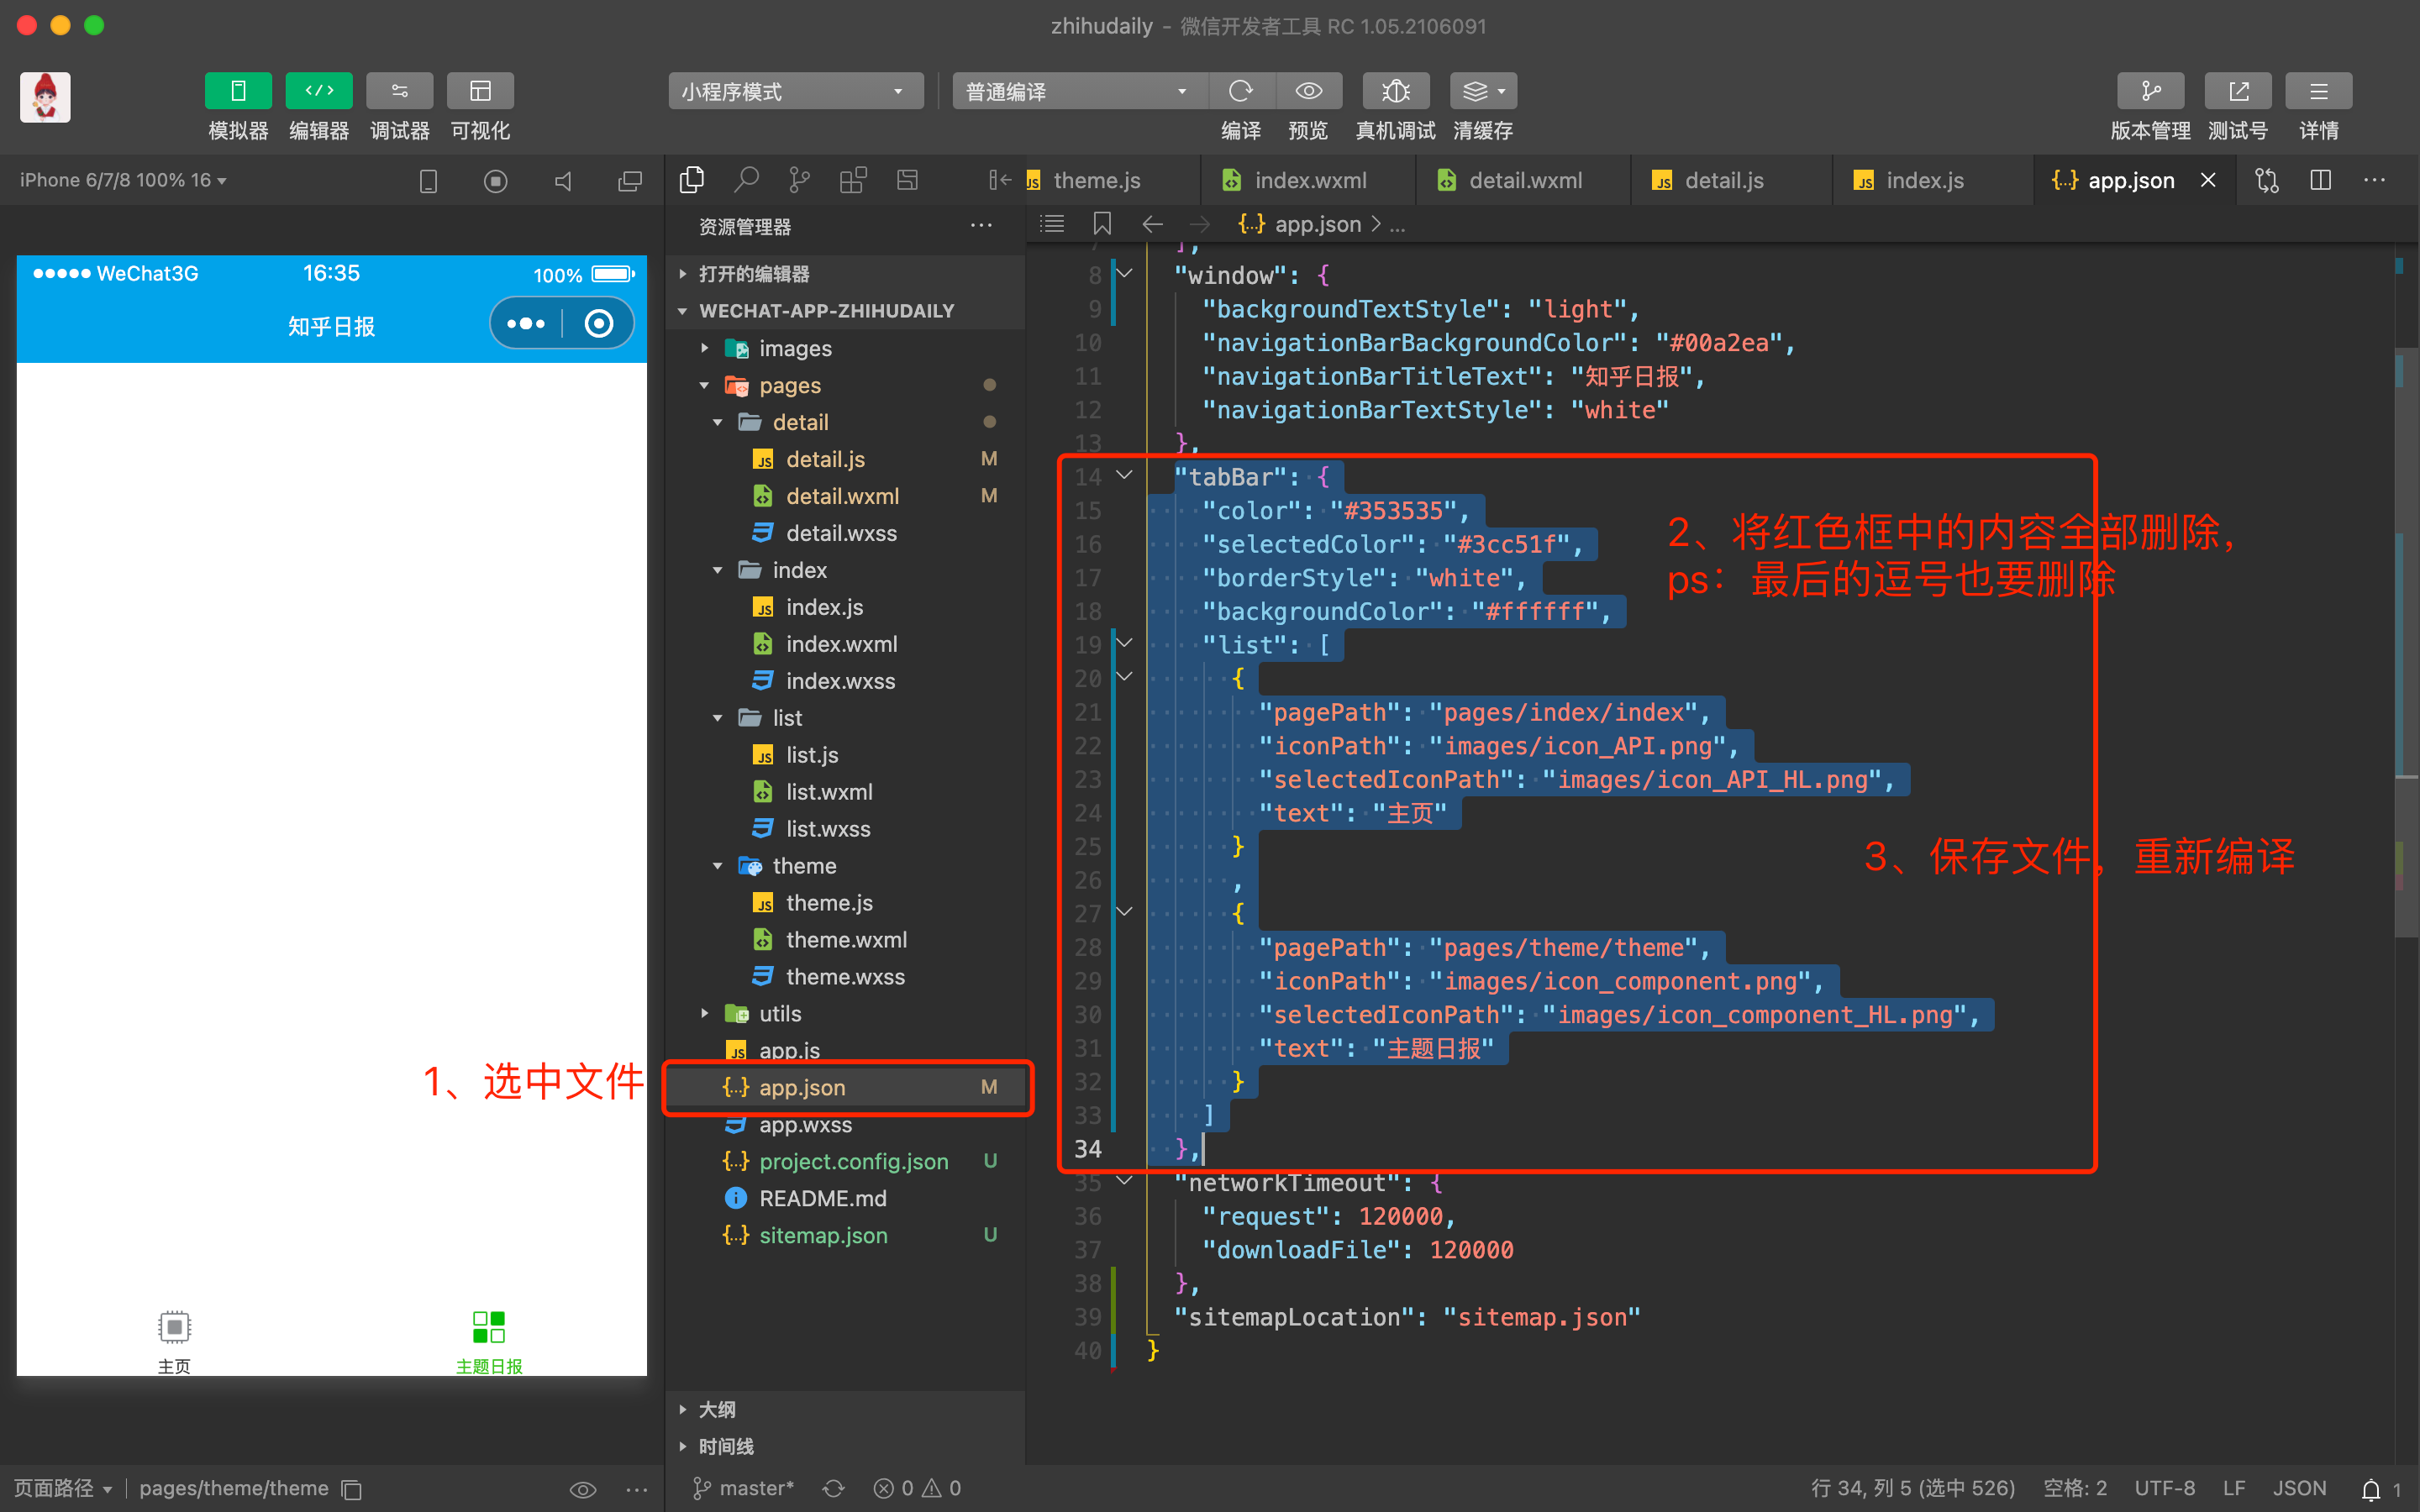 zhihudaily - 微信开发者工具 RC 1.05.2106091
小程序模式
普通编译
模拟器 编辑器 调试器 可视化
编译 预览 真机调试 清缓存
版本管理 测试号 详情
iPhone 6/7/8 100% 16
WeChat3G 16:35 100%
知乎日报
1、选中文件
主页 主题日报
页面路径 pages/theme/theme
资源管理器
打开的编辑器
WECHAT-APP-ZHIHUDAILY
images
pages
detail
JS detail.js M
detail.wxml M
detail.wxss
index
JS index.js
index.wxml
index.wxss
list
JS list.js
list.wxml
list.wxss
theme
JS theme.js
theme.wxml
theme.wxss
utils
JS app.js
{..} app.json M
app.wxss
{..} project.config.json U
README.md
{..} sitemap.json U
大纲
时间线
JS theme.js index.wxml detail.wxml JS detail.js JS index.js {..} app.json
{..} app.json > ...
7 ],
8 "window": {
9 "backgroundTextStyle": "light",
10 "navigationBarBackgroundColor": "#00a2ea",
11 "navigationBarTitleText": "知乎日报",
12 "navigationBarTextStyle": "white"
13 },
14 "tabBar": {
15 "color": "#353535",
16 "selectedColor": "#3cc51f",
17 "borderStyle": "white",
18 "backgroundColor": "#ffffff",
19 "list": [
20 {
21 "pagePath": "pages/index/index",
22 "iconPath": "images/icon_API.png",
23 "selectedIconPath": "images/icon_API_HL.png",
24 "text": "主页"
25 }
26 ,
27 {
28 "pagePath": "pages/theme/theme",
29 "iconPath": "images/icon_component.png",
30 "selectedIconPath": "images/icon_component_HL.png",
31 "text": "主题日报"
32 }
33 ]
34 },
35 "networkTimeout": {
36 "request": 120000,
37 "downloadFile": 120000
38 },
39 "sitemapLocation": "sitemap.json"
40 }
2、将红色框中的内容全部删除，
ps：最后的逗号也要删除
3、保存文件，重新编译
master* 0 0
行 34, 列 5 (选中 526) 空格: 2 UTF-8 LF JSON 1